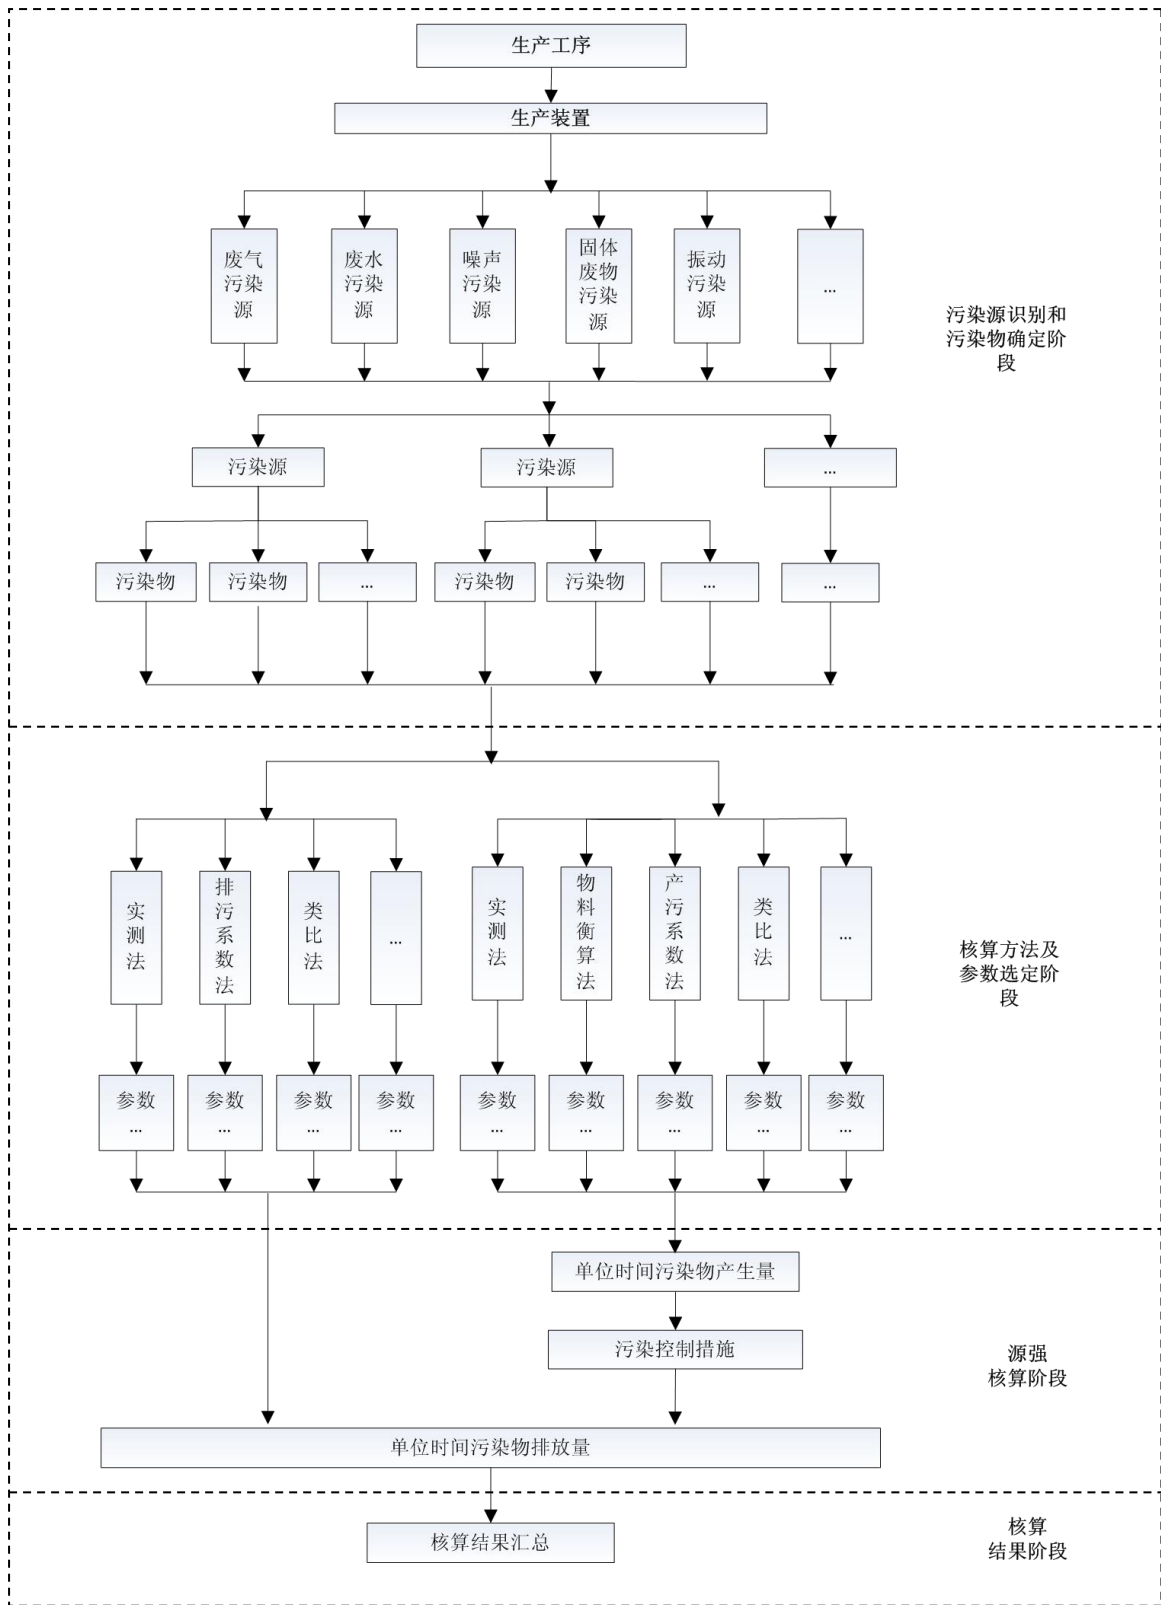 生产工序
生产装置
废气
污染
源
废水
污染
源
噪声
污染
源
固体
废物
污染
源
振动
污染
源
...
污染源识别和
污染物确定阶
段
污染源
污染源
...
污染物
污染物
...
污染物
污染物
...
...
实
测
法
排
污
系
数
法
类
比
法
...
实
测
法
物
料
衡
算
法
产
污
系
数
法
类
比
法
...
核算方法及
参数选定阶
段
参数
...
参数
...
参数
...
参数
...
参数
...
参数
...
参数
...
参数
...
参数
...
单位时间污染物产生量
污染控制措施
源强
核算阶段
单位时间污染物排放量
核算结果汇总
核算
结果阶段